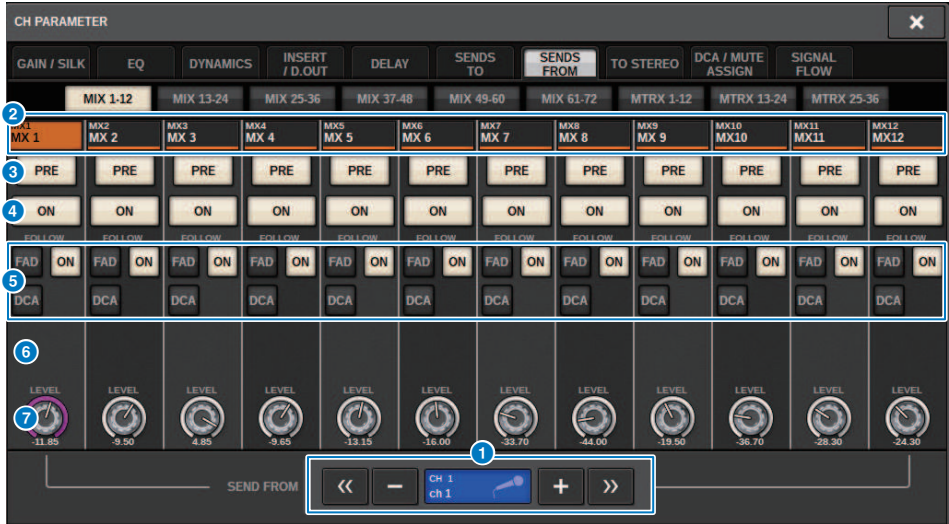 CH PARAMETER
GAIN / SILK EQ DYNAMICS INSERT / D.OUT DELAY SENDS TO SENDS FROM TO STEREO DCA / MUTE ASSIGN SIGNAL FLOW
MIX 1-12 MIX 13-24 MIX 25-36 MIX 37-48 MIX 49-60 MIX 61-72 MTRX 1-12 MTRX 13-24 MTRX 25-36
2
MX1 MX2 MX3 MX4 MX5 MX6 MX7 MX8 MX9 MX10 MX11 MX12
MX 1 MX 2 MX 3 MX 4 MX 5 MX 6 MX 7 MX 8 MX 9 MX10 MX11 MX12
3 PRE PRE PRE PRE PRE PRE PRE PRE PRE PRE PRE PRE
4 ON ON ON ON ON ON ON ON ON ON ON ON
FOLLOW FOLLOW FOLLOW FOLLOW FOLLOW FOLLOW FOLLOW FOLLOW FOLLOW FOLLOW FOLLOW FOLLOW
FAD ON FAD ON FAD ON FAD ON FAD ON FAD ON FAD ON FAD ON FAD ON FAD ON FAD ON FAD ON
5
DCA DCA DCA DCA DCA DCA DCA DCA DCA DCA DCA DCA
6
LEVEL LEVEL LEVEL LEVEL LEVEL LEVEL LEVEL LEVEL LEVEL LEVEL LEVEL LEVEL
7
-11.85 -9.50 4.85 -9.65 -13.15 -16.00 -33.70 -44.00 -19.50 -36.70 -28.30 -24.30
1
SEND FROM << − CH 1 + >>
ch 1